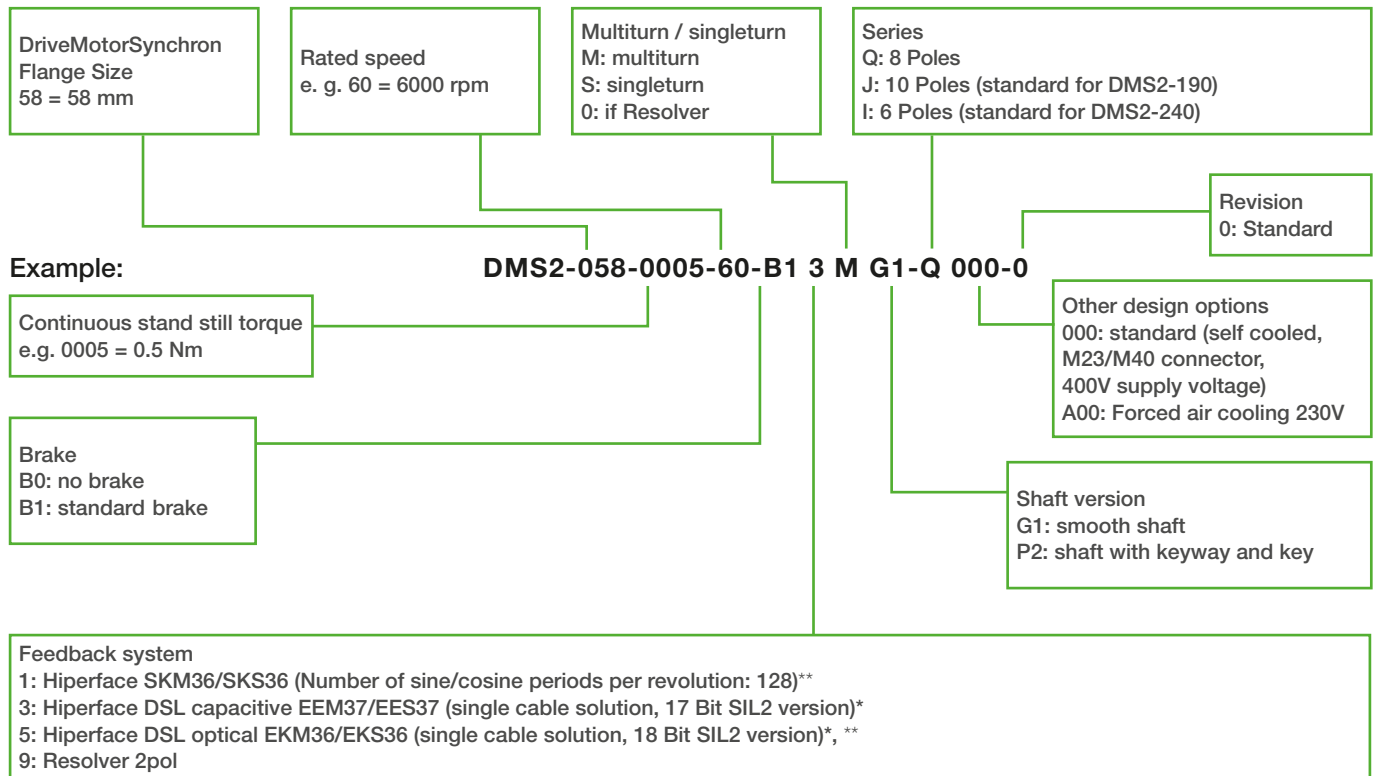 DriveMotorSynchron
Flange Size
58 = 58 mm
Rated speed
e. g. 60 = 6000 rpm
Multiturn / singleturn
M: multiturn
S: singleturn
0: if Resolver
Series
Q: 8 Poles
J: 10 Poles (standard for DMS2-190)
I: 6 Poles (standard for DMS2-240)
Revision
0: Standard
Example:
DMS2-058-0005-60-B1 3 M G1-Q 000-0
Continuous stand still torque
e.g. 0005 = 0.5 Nm
Other design options
000: standard (self cooled,
M23/M40 connector,
400V supply voltage)
A00: Forced air cooling 230V
Brake
B0: no brake
B1: standard brake
Shaft version
G1: smooth shaft
P2: shaft with keyway and key
Feedback system
1: Hiperface SKM36/SKS36 (Number of sine/cosine periods per revolution: 128)**
3: Hiperface DSL capacitive EEM37/EES37 (single cable solution, 17 Bit SIL2 version)*
5: Hiperface DSL optical EKM36/EKS36 (single cable solution, 18 Bit SIL2 version)*, **
9: Resolver 2pol